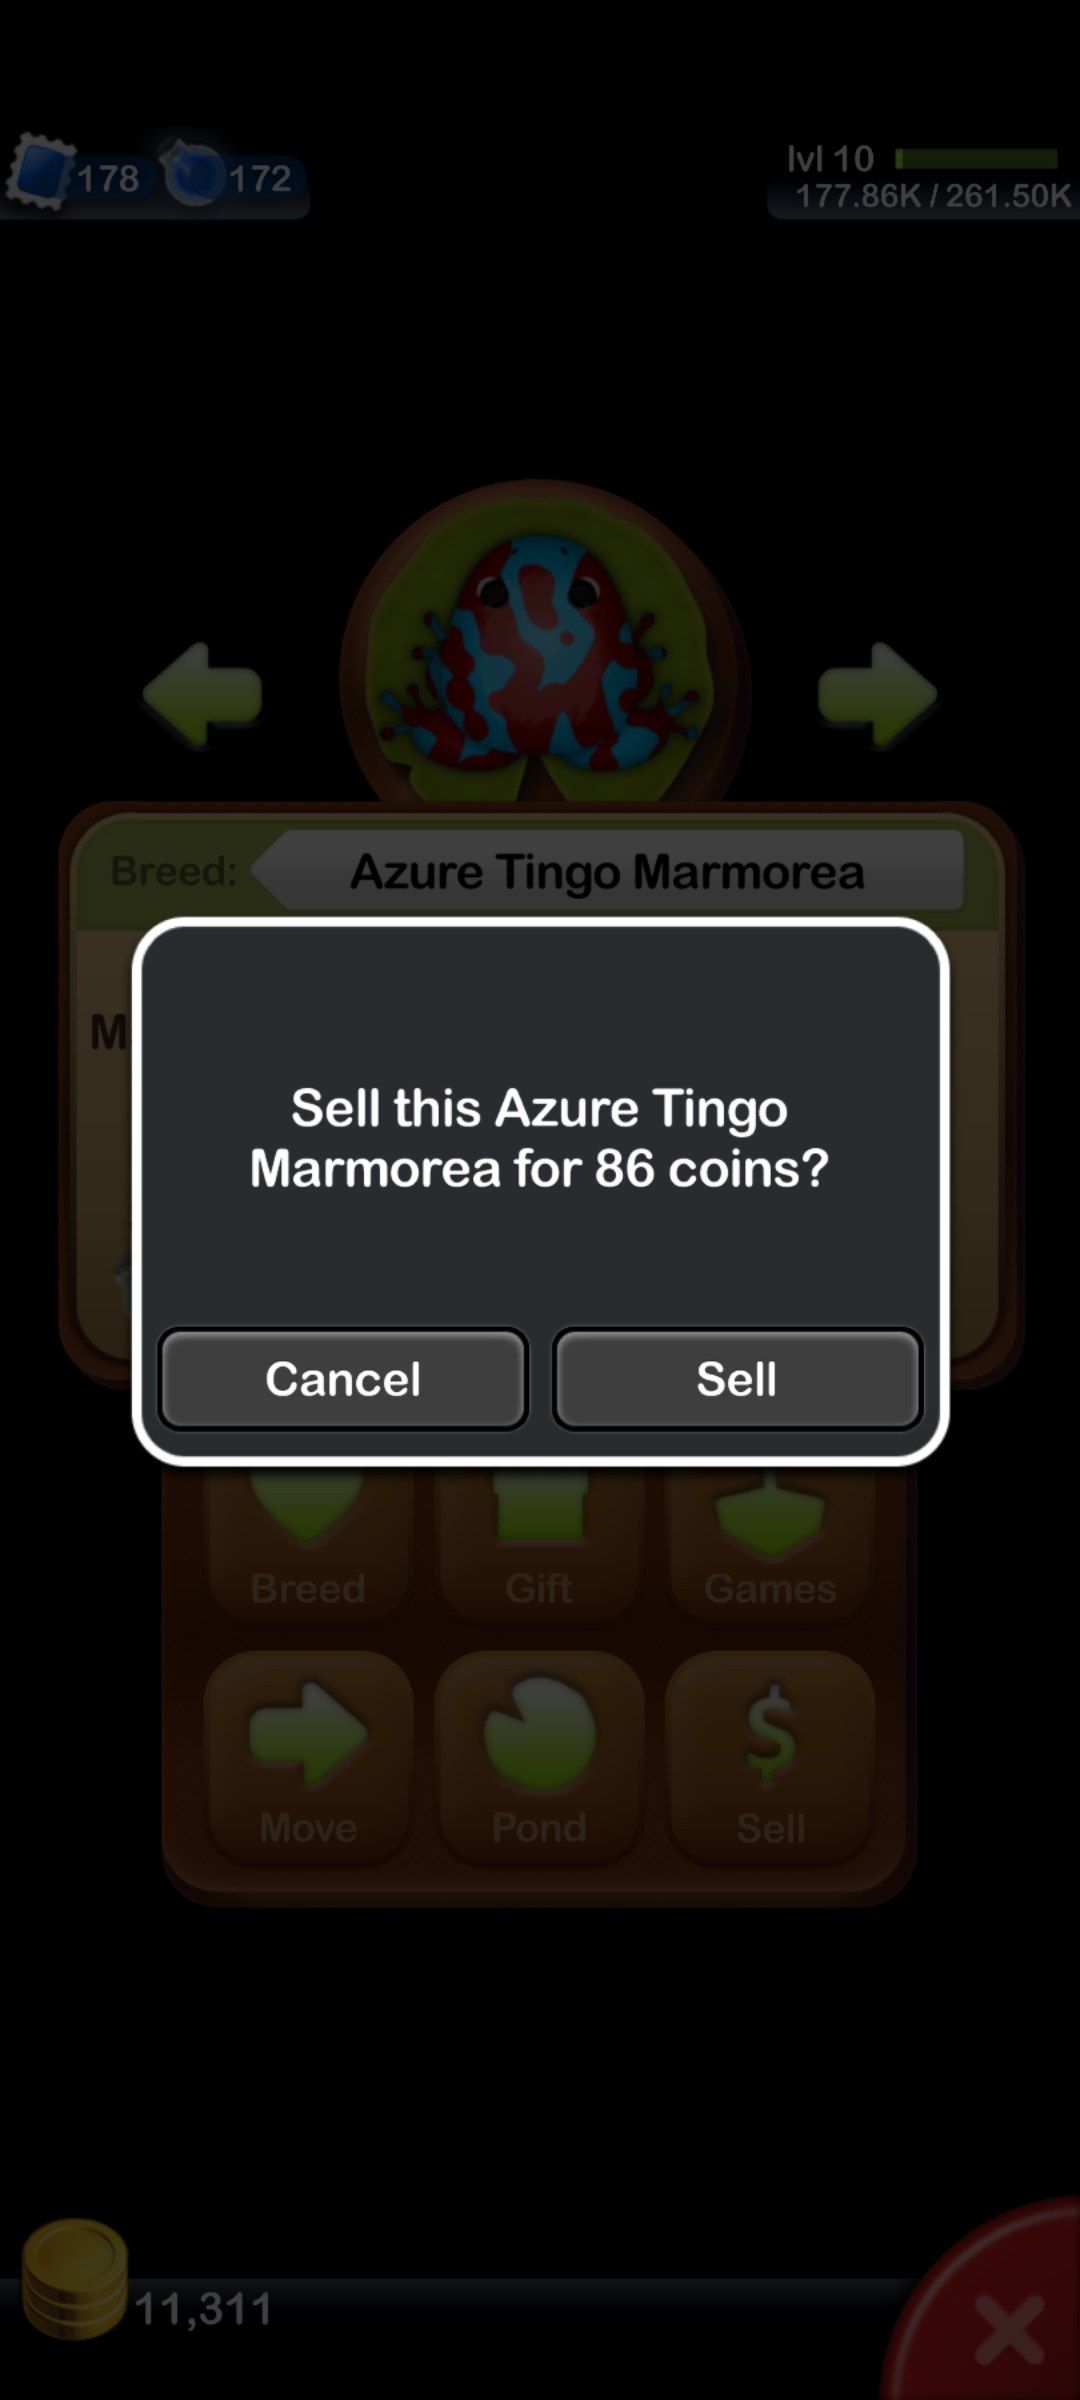 178
172
lvl 10
177.86K / 261.50K
Breed:
Azure Tingo Marmorea
M
Sell this Azure Tingo
Marmorea for 86 coins?
Cancel
Sell
Breed
Gift
Games
Move
Pond
$
Sell
11,311